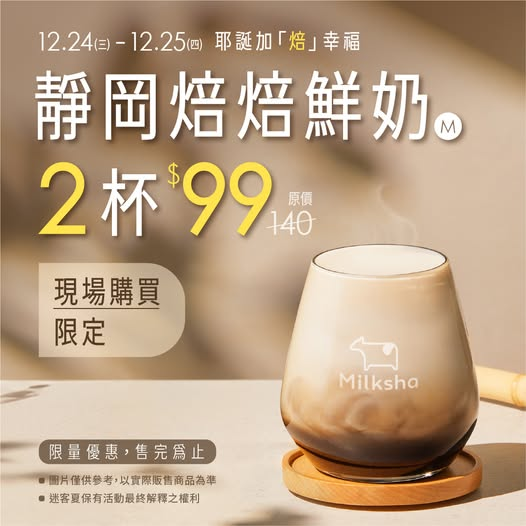 12.24(三)-12.25(四) 耶誕加「焙」幸福
靜岡焙焙鮮奶 M
2杯$99 原價140
現場購買
限定
Milksha
限量優惠,售完為止
●圖片僅供參考,以實際販售商品為準
●迷客夏保有活動最終解釋之權利